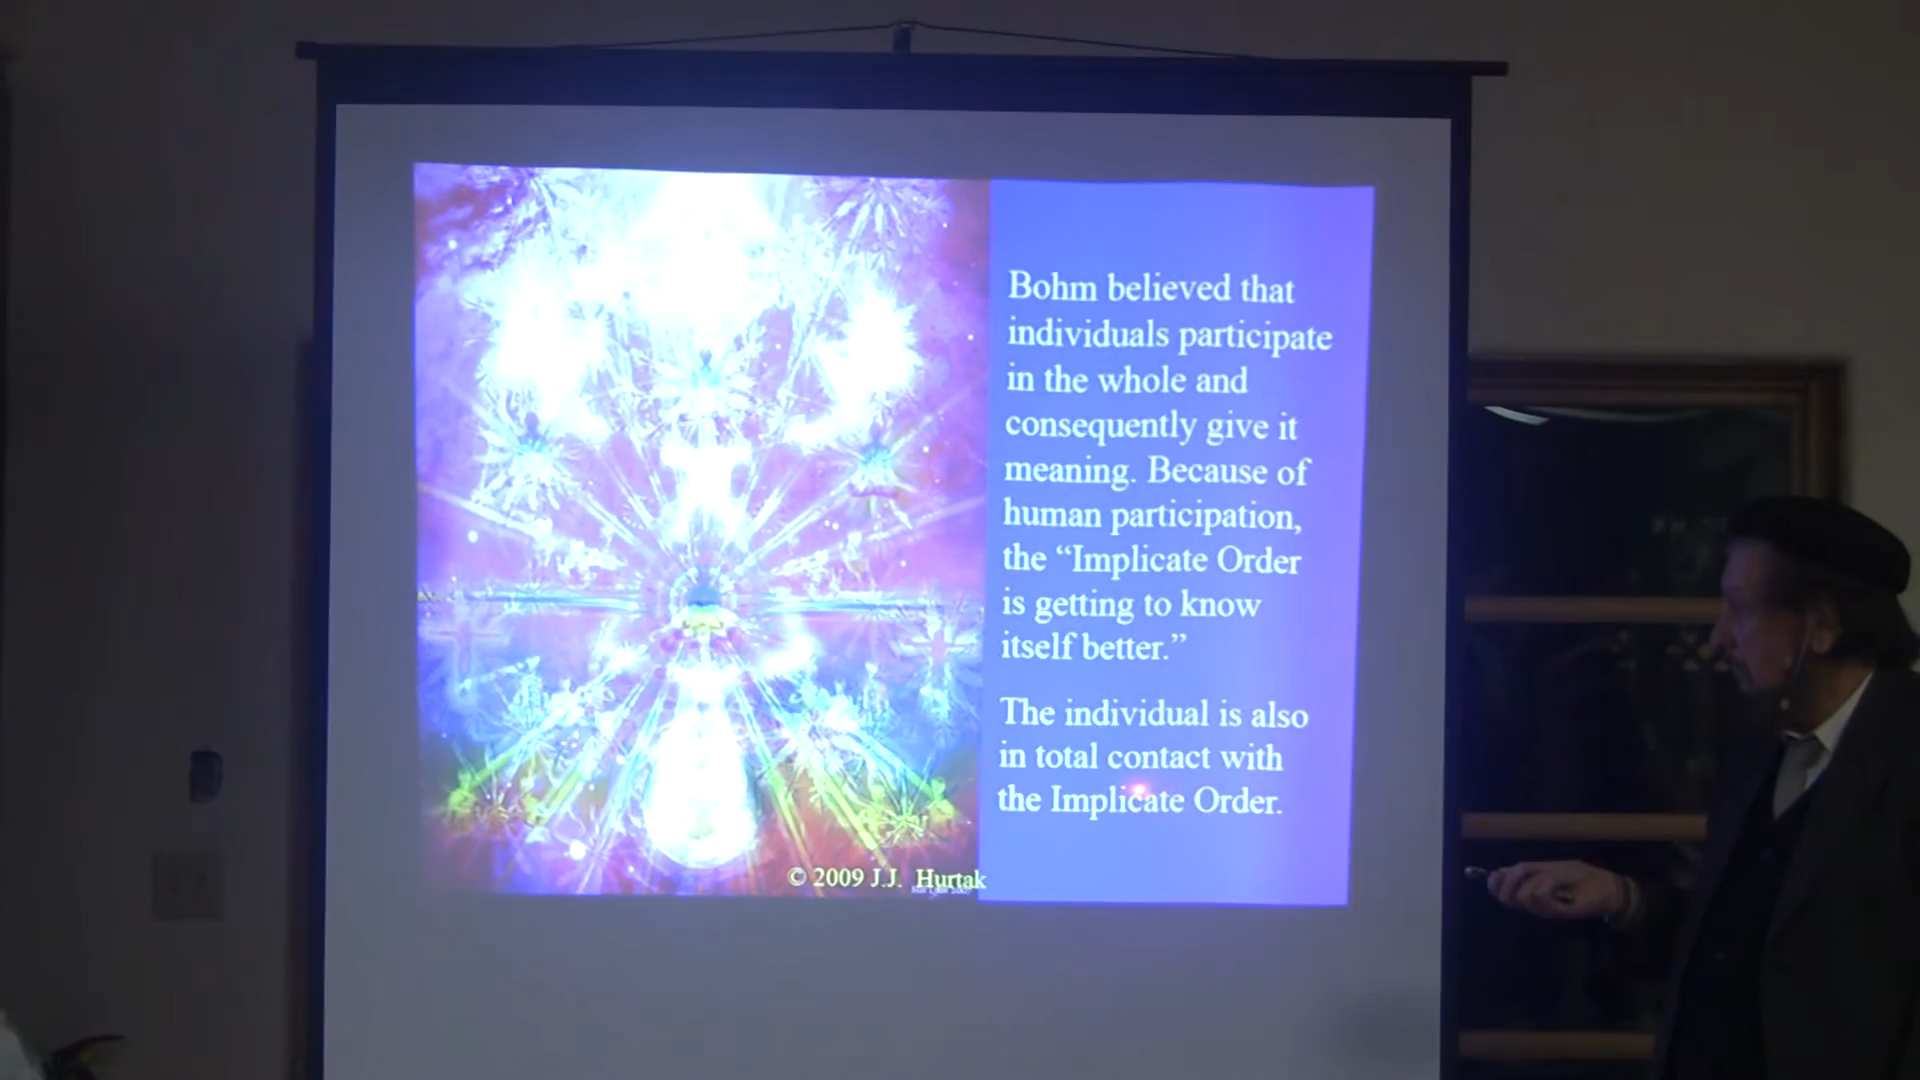 Bohm believed that
individuals participate
in the whole and
consequently give it
meaning. Because of
human participation,
the “Implicate Order
is getting to know
itself better.”
The individual is also
in total contact with
the Implicate Order.
© 2009 J.J. Hurtak